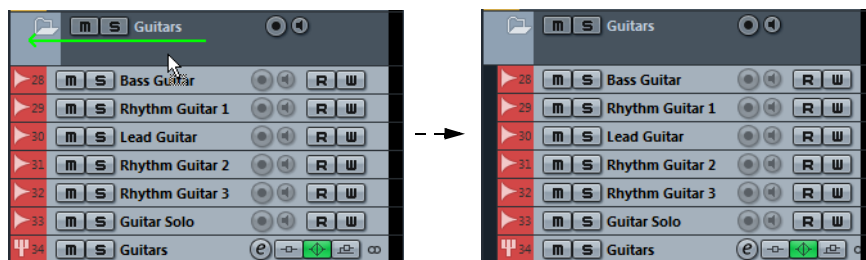 m S Guitars
28 m S Bass Guitar R W
29 m S Rhythm Guitar 1 R W
30 m S Lead Guitar R W
31 m S Rhythm Guitar 2 R W
32 m S Rhythm Guitar 3 R W
33 m S Guitar Solo R W
34 m S Guitars e
m S Guitars
28 m S Bass Guitar R W
29 m S Rhythm Guitar 1 R W
30 m S Lead Guitar R W
31 m S Rhythm Guitar 2 R W
32 m S Rhythm Guitar 3 R W
33 m S Guitar Solo R W
34 m S Guitars e